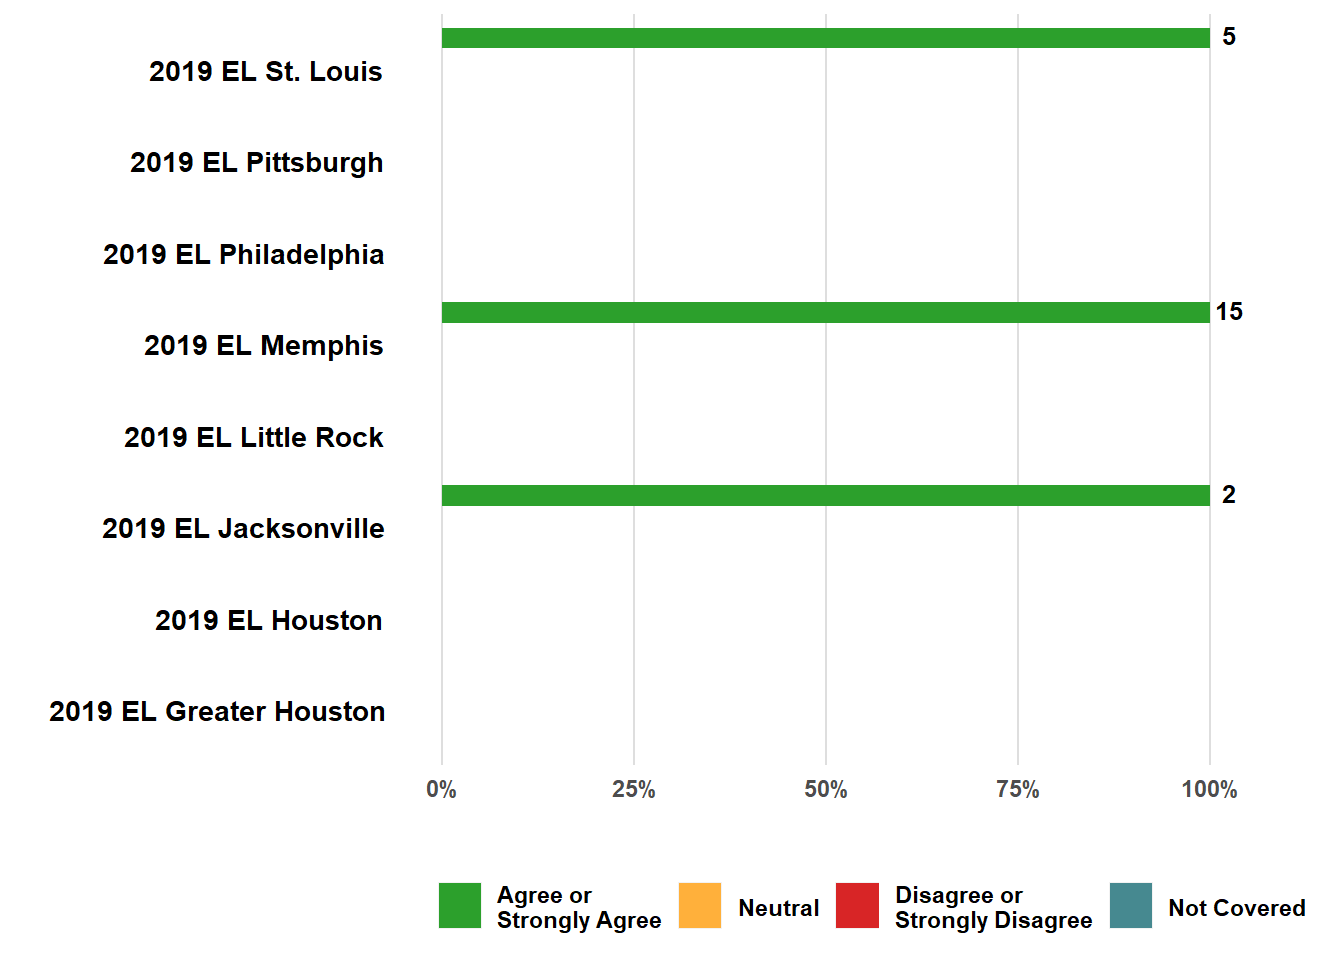 5
2019 EL St. Louis
2019 EL Pittsburgh
2019 EL Philadelphia
15
2019 EL Memphis
2019 EL Little Rock
2
2019 EL Jacksonville
2019 EL Houston
2019 EL Greater Houston
0% 25% 50% 75% 100%
Agree or
Strongly Agree
Neutral
Disagree or
Strongly Disagree
Not Covered